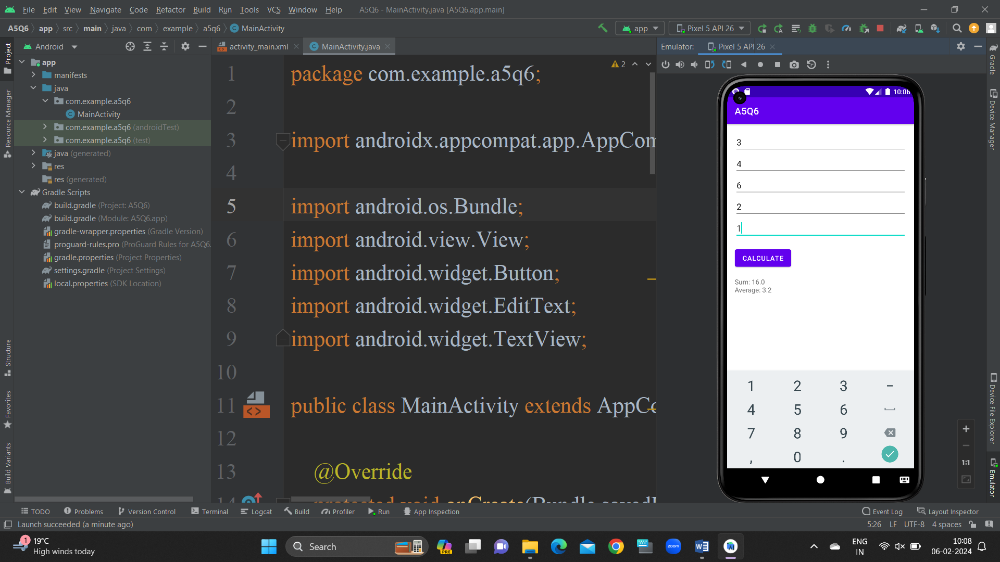 File Edit View Navigate Code Refactor Build Run Tools VCS Window Help A5Q6 - MainActivity.java [A5Q6.app.main]
A5Q6 app src main java com example a5q6 MainActivity app Pixel 5 API 26
Project
Resource Manager
Structure
Favorites
Build Variants
Android
app
manifests
java
com.example.a5q6
MainActivity
com.example.a5q6 (androidTest)
com.example.a5q6 (test)
java (generated)
res
res (generated)
Gradle Scripts
build.gradle (Project: A5Q6)
build.gradle (Module: A5Q6.app)
gradle-wrapper.properties (Gradle Version)
proguard-rules.pro (ProGuard Rules for A5Q6.
gradle.properties (Project Properties)
settings.gradle (Project Settings)
local.properties (SDK Location)
activity_main.xml MainActivity.java
2
1 package com.example.a5q6;
2
3 import androidx.appcompat.app.AppCom
4
5 import android.os.Bundle;
6 import android.view.View;
7 import android.widget.Button;
8 import android.widget.EditText;
9 import android.widget.TextView;
10
11 public class MainActivity extends AppCo
12
13 @Override
14 protected void onCreate(Bundle savedI
Emulator: Pixel 5 API 26
10:08
A5Q6
3
4
6
2
1
CALCULATE
Sum: 16.0
Average: 3.2
1 2 3 -
4 5 6
7 8 9
, 0 .
1:1
Gradle
Device Manager
Device File Explorer
Emulator
TODO Problems Version Control Terminal Logcat Build Profiler Run App Inspection Event Log Layout Inspector
Launch succeeded (a minute ago) 5:26 LF UTF-8 4 spaces
1 19°C
High winds today
Search
PRE
zoom
ENG
IN
10:08
06-02-2024